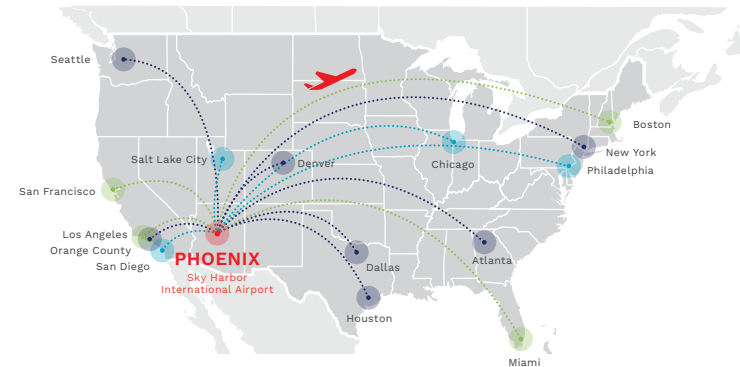 Seattle
Boston
New York
Salt Lake City
Denver
Chicago
Philadelphia
San Francisco
Los Angeles
Orange County
San Diego
PHOENIX
Sky Harbor
International Airport
Atlanta
Dallas
Houston
Miami